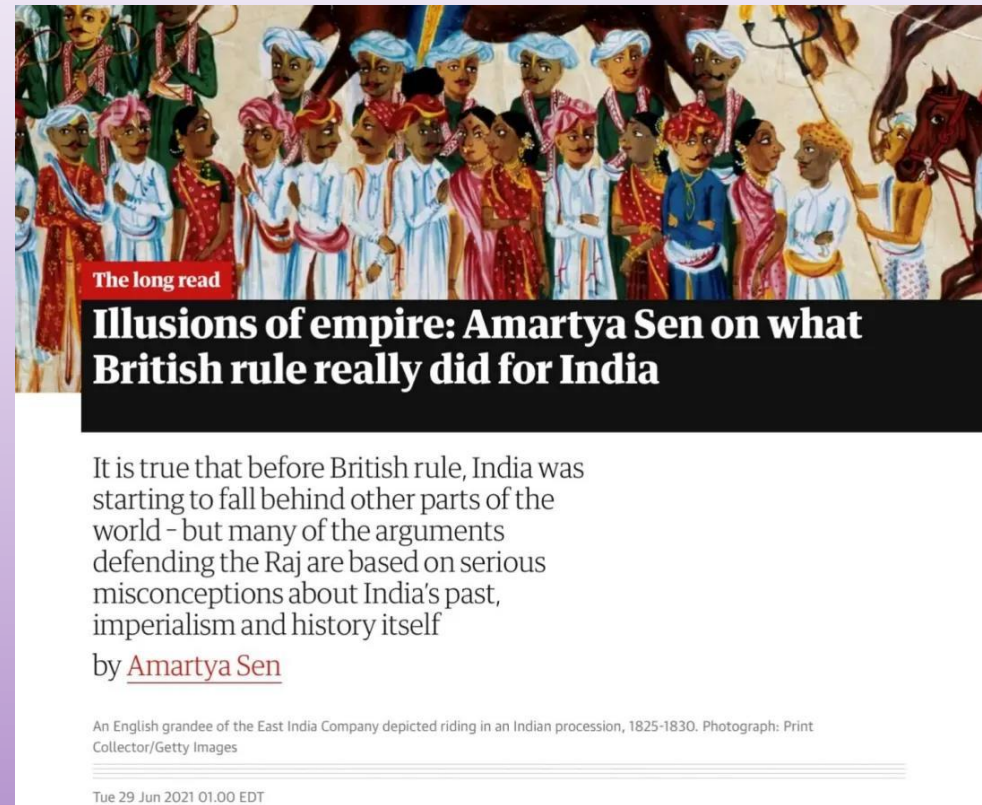 The long read
Illusions of empire: Amartya Sen on what
British rule really did for India
It is true that before British rule, India was
starting to fall behind other parts of the
world – but many of the arguments
defending the Raj are based on serious
misconceptions about India's past,
imperialism and history itself
by Amartya Sen
An English grandee of the East India Company depicted riding in an Indian procession, 1825-1830. Photograph: Print
Collector/Getty Images
Tue 29 Jun 2021 01.00 EDT